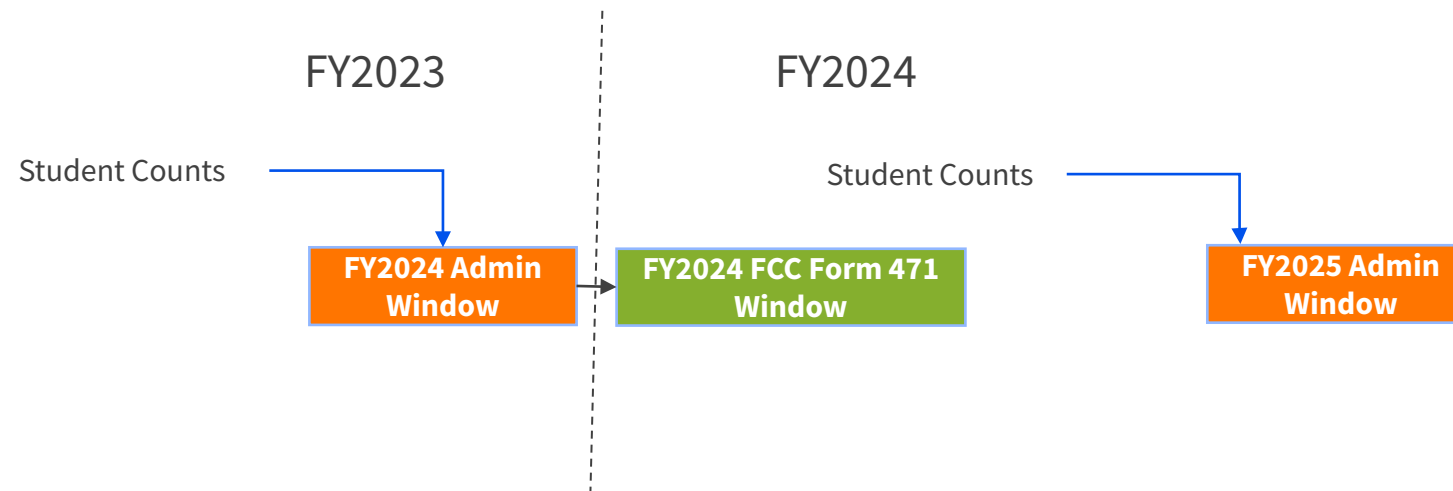 FY2023
FY2024
Student Counts
Student Counts
FY2024 Admin
Window
FY2024 FCC Form 471
Window
FY2025 Admin
Window